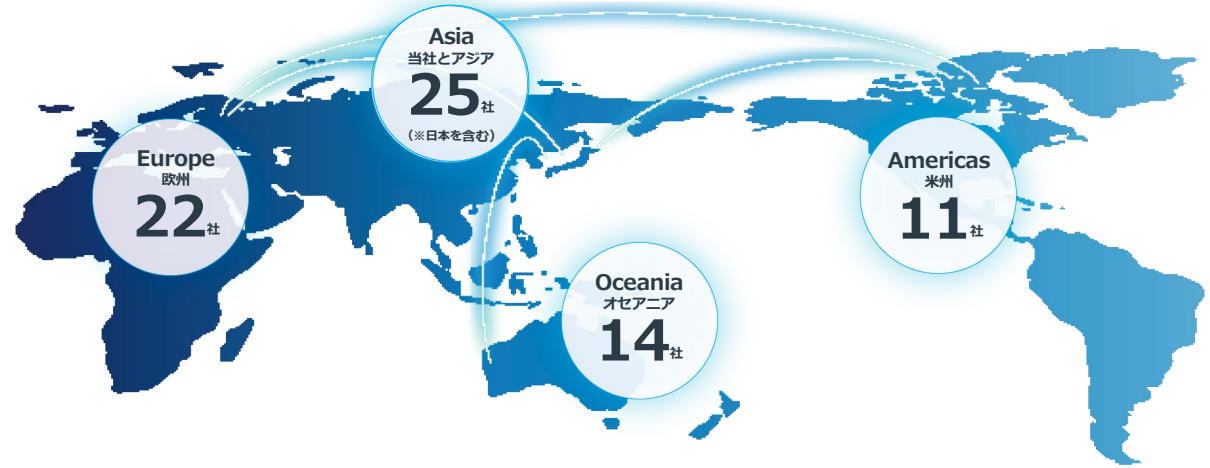 Asia
当社とアジア
25社
(※日本を含む)
Europe
欧州
22社
Americas
米州
11社
Oceania
オセアニア
14社